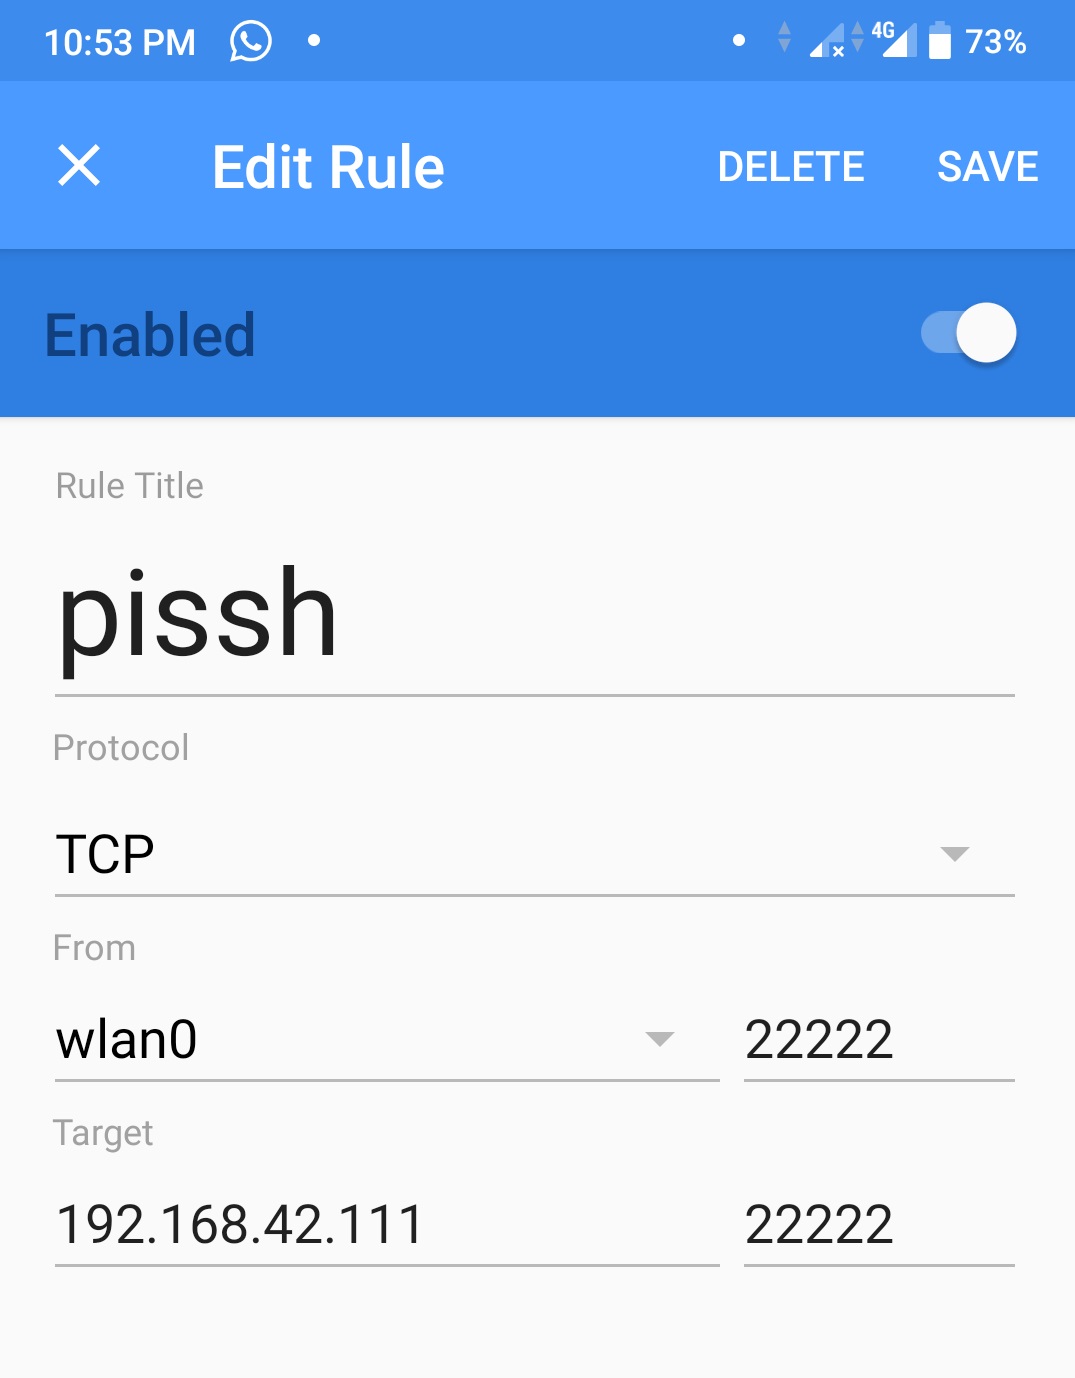 10:53 PM 4G 73%
Edit Rule DELETE SAVE
Enabled
Rule Title
pissh
Protocol
TCP
From
wlan0 22222
Target
192.168.42.111 22222